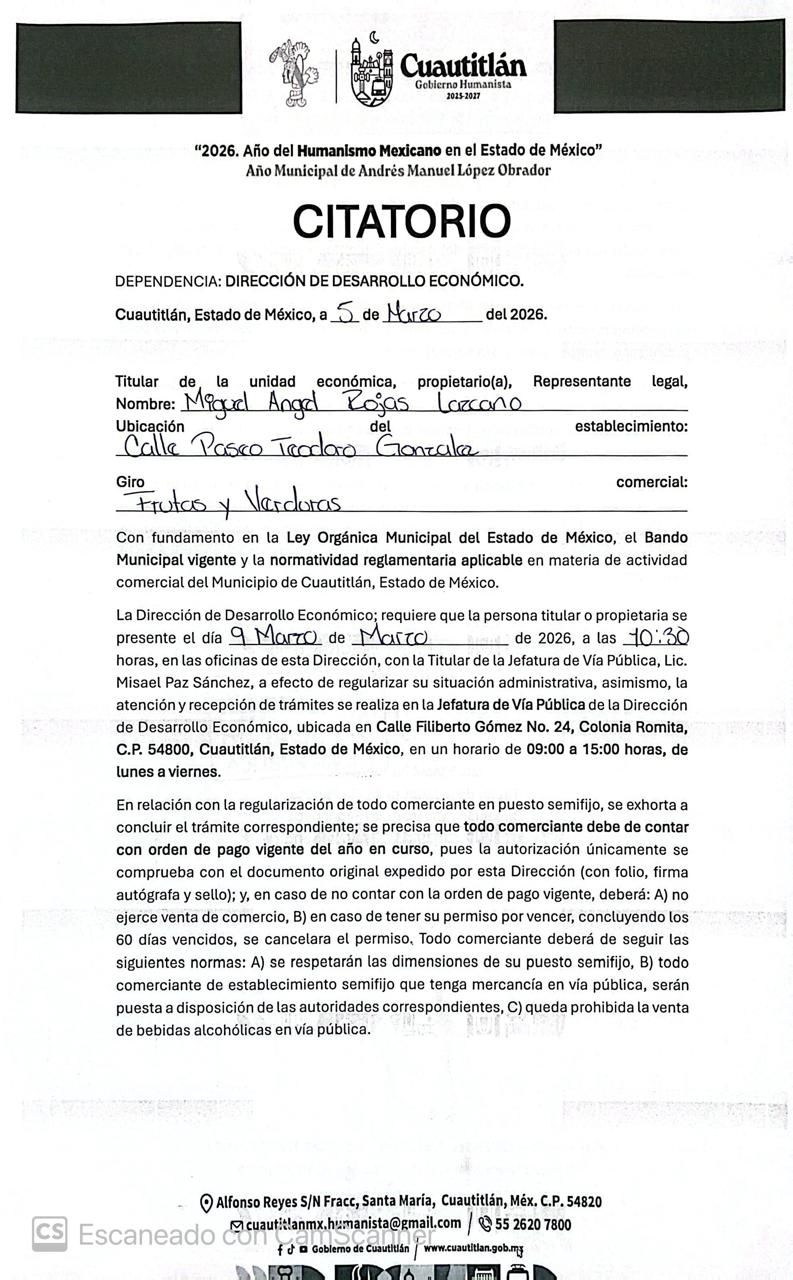 Cuautitlán
Gobierno Humanista
2025-2027
“2026. Año del Humanismo Mexicano en el Estado de México”
Año Municipal de Andrés Manuel López Obrador
CITATORIO
DEPENDENCIA: DIRECCIÓN DE DESARROLLO ECONÓMICO.
Cuautitlán, Estado de México, a 5 de Marzo del 2026.
Titular de la unidad económica, propietario(a), Representante legal,
Nombre: Miguel Angel Rojas Lozcano
Ubicación del establecimiento:
Calle Paseo Teodoro Gonzalez
Giro comercial:
Frutas y Verduras
Con fundamento en la Ley Orgánica Municipal del Estado de México, el Bando
Municipal vigente y la normatividad reglamentaria aplicable en materia de actividad
comercial del Municipio de Cuautitlán, Estado de México.
La Dirección de Desarrollo Económico; requiere que la persona titular o propietaria se
presente el día 9 Marzo de Marzo de 2026, a las 10:30
horas, en las oficinas de esta Dirección, con la Titular de la Jefatura de Vía Pública, Lic.
Misael Paz Sánchez, a efecto de regularizar su situación administrativa, asimismo, la
atención y recepción de trámites se realiza en la Jefatura de Vía Pública de la Dirección
de Desarrollo Económico, ubicada en Calle Filiberto Gómez No. 24, Colonia Romita,
C.P. 54800, Cuautitlán, Estado de México, en un horario de 09:00 a 15:00 horas, de
lunes a viernes.
En relación con la regularización de todo comerciante en puesto semifijo, se exhorta a
concluir el trámite correspondiente; se precisa que todo comerciante debe de contar
con orden de pago vigente del año en curso, pues la autorización únicamente se
comprueba con el documento original expedido por esta Dirección (con folio, firma
autógrafa y sello); y, en caso de no contar con la orden de pago vigente, deberá: A) no
ejerce venta de comercio, B) en caso de tener su permiso por vencer, concluyendo los
60 días vencidos, se cancelara el permiso. Todo comerciante deberá de seguir las
siguientes normas: A) se respetarán las dimensiones de su puesto semifijo, B) todo
comerciante de establecimiento semifijo que tenga mercancía en vía pública, serán
puesta a disposición de las autoridades correspondientes, C) queda prohibida la venta
de bebidas alcohólicas en vía pública.
Alfonso Reyes S/N Fracc, Santa María, Cuautitlán, Méx. C.P. 54820
cuautitlanmx.humanista@gmail.com / 55 2620 7800
Gobierno de Cuautitlán / www.cuautitlan.gob.mx
CS Escaneado con CamScanner